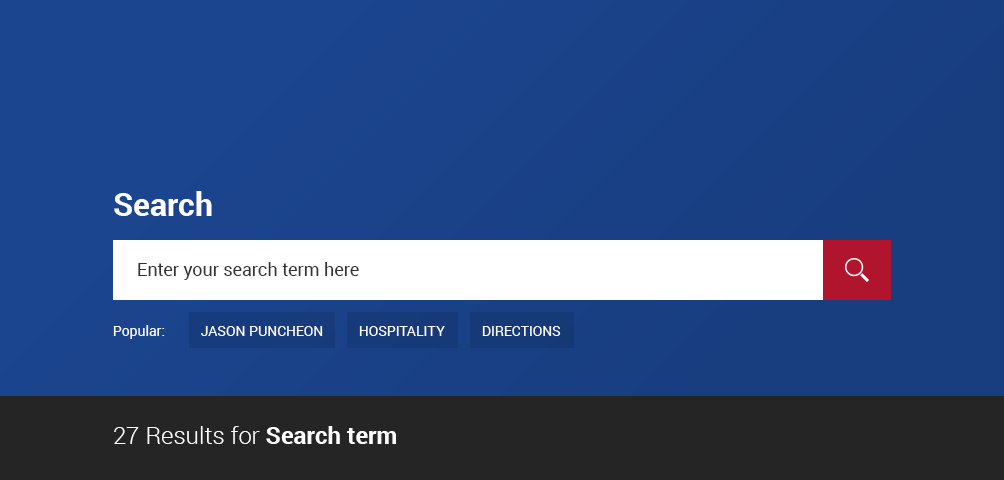 Search
Enter your search term here
Popular: JASON PUNCHEON HOSPITALITY DIRECTIONS
27 Results for Search term